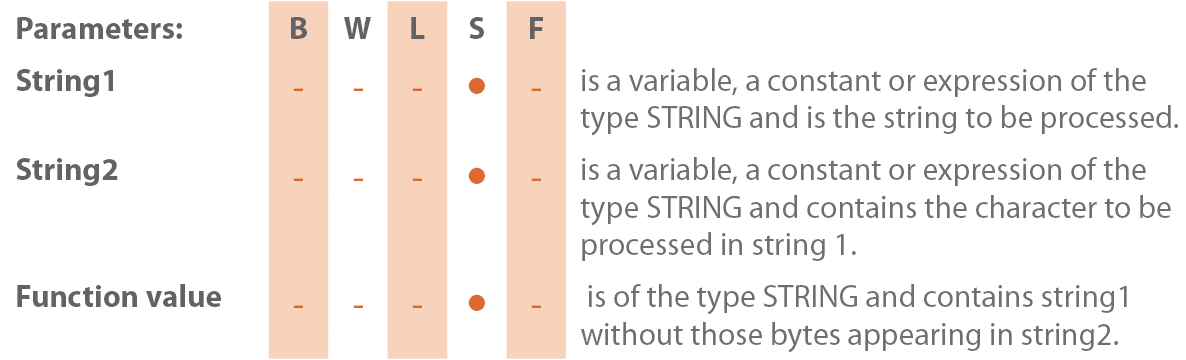 Parameters: B W L S F
String1 - - - ● - is a variable, a constant or expression of the
type STRING and is the string to be processed.
String2 - - - ● - is a variable, a constant or expression of the
type STRING and contains the character to be
processed in string 1.
Function value - - - ● - is of the type STRING and contains string1
without those bytes appearing in string2.